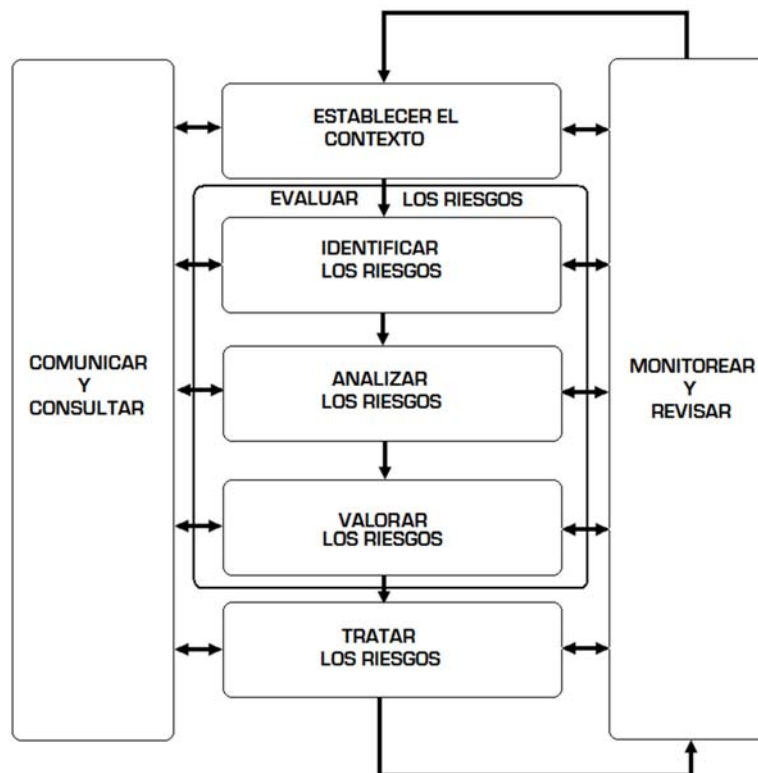 ESTABLECER EL
CONTEXTO
EVALUAR LOS RIESGOS
IDENTIFICAR
LOS RIESGOS
COMUNICAR
Y
CONSULTAR
ANALIZAR
LOS RIESGOS
MONITOREAR
Y
REVISAR
VALORAR
LOS RIESGOS
TRATAR
LOS RIESGOS